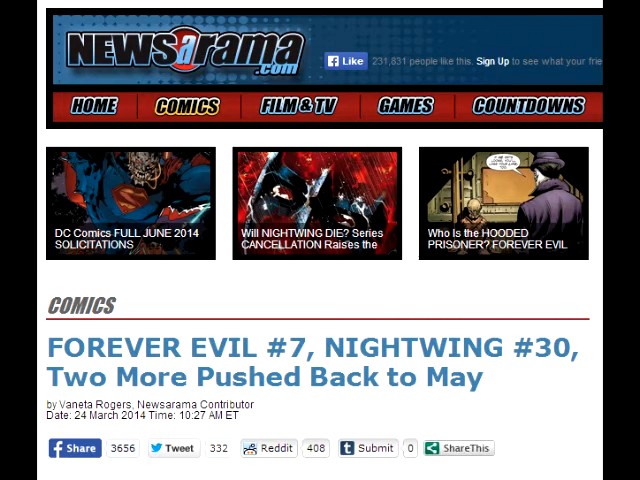 NEWSaRama
.com
Like 231,831 people like this. Sign Up to see what your frie
HOME COMICS FILM & TV GAMES COUNTDOWNS
DC Comics FULL JUNE 2014
SOLICITATIONS
Will NIGHTWING DIE? Series
CANCELLATION Raises the
Who Is the HOODED
PRISONER? FOREVER EVIL
COMICS
FOREVER EVIL #7, NIGHTWING #30,
Two More Pushed Back to May
by Vaneta Rogers, Newsarama Contributor
Date: 24 March 2014 Time: 10:27 AM ET
Share 3656 Tweet 332 Reddit 408 Submit 0 ShareThis